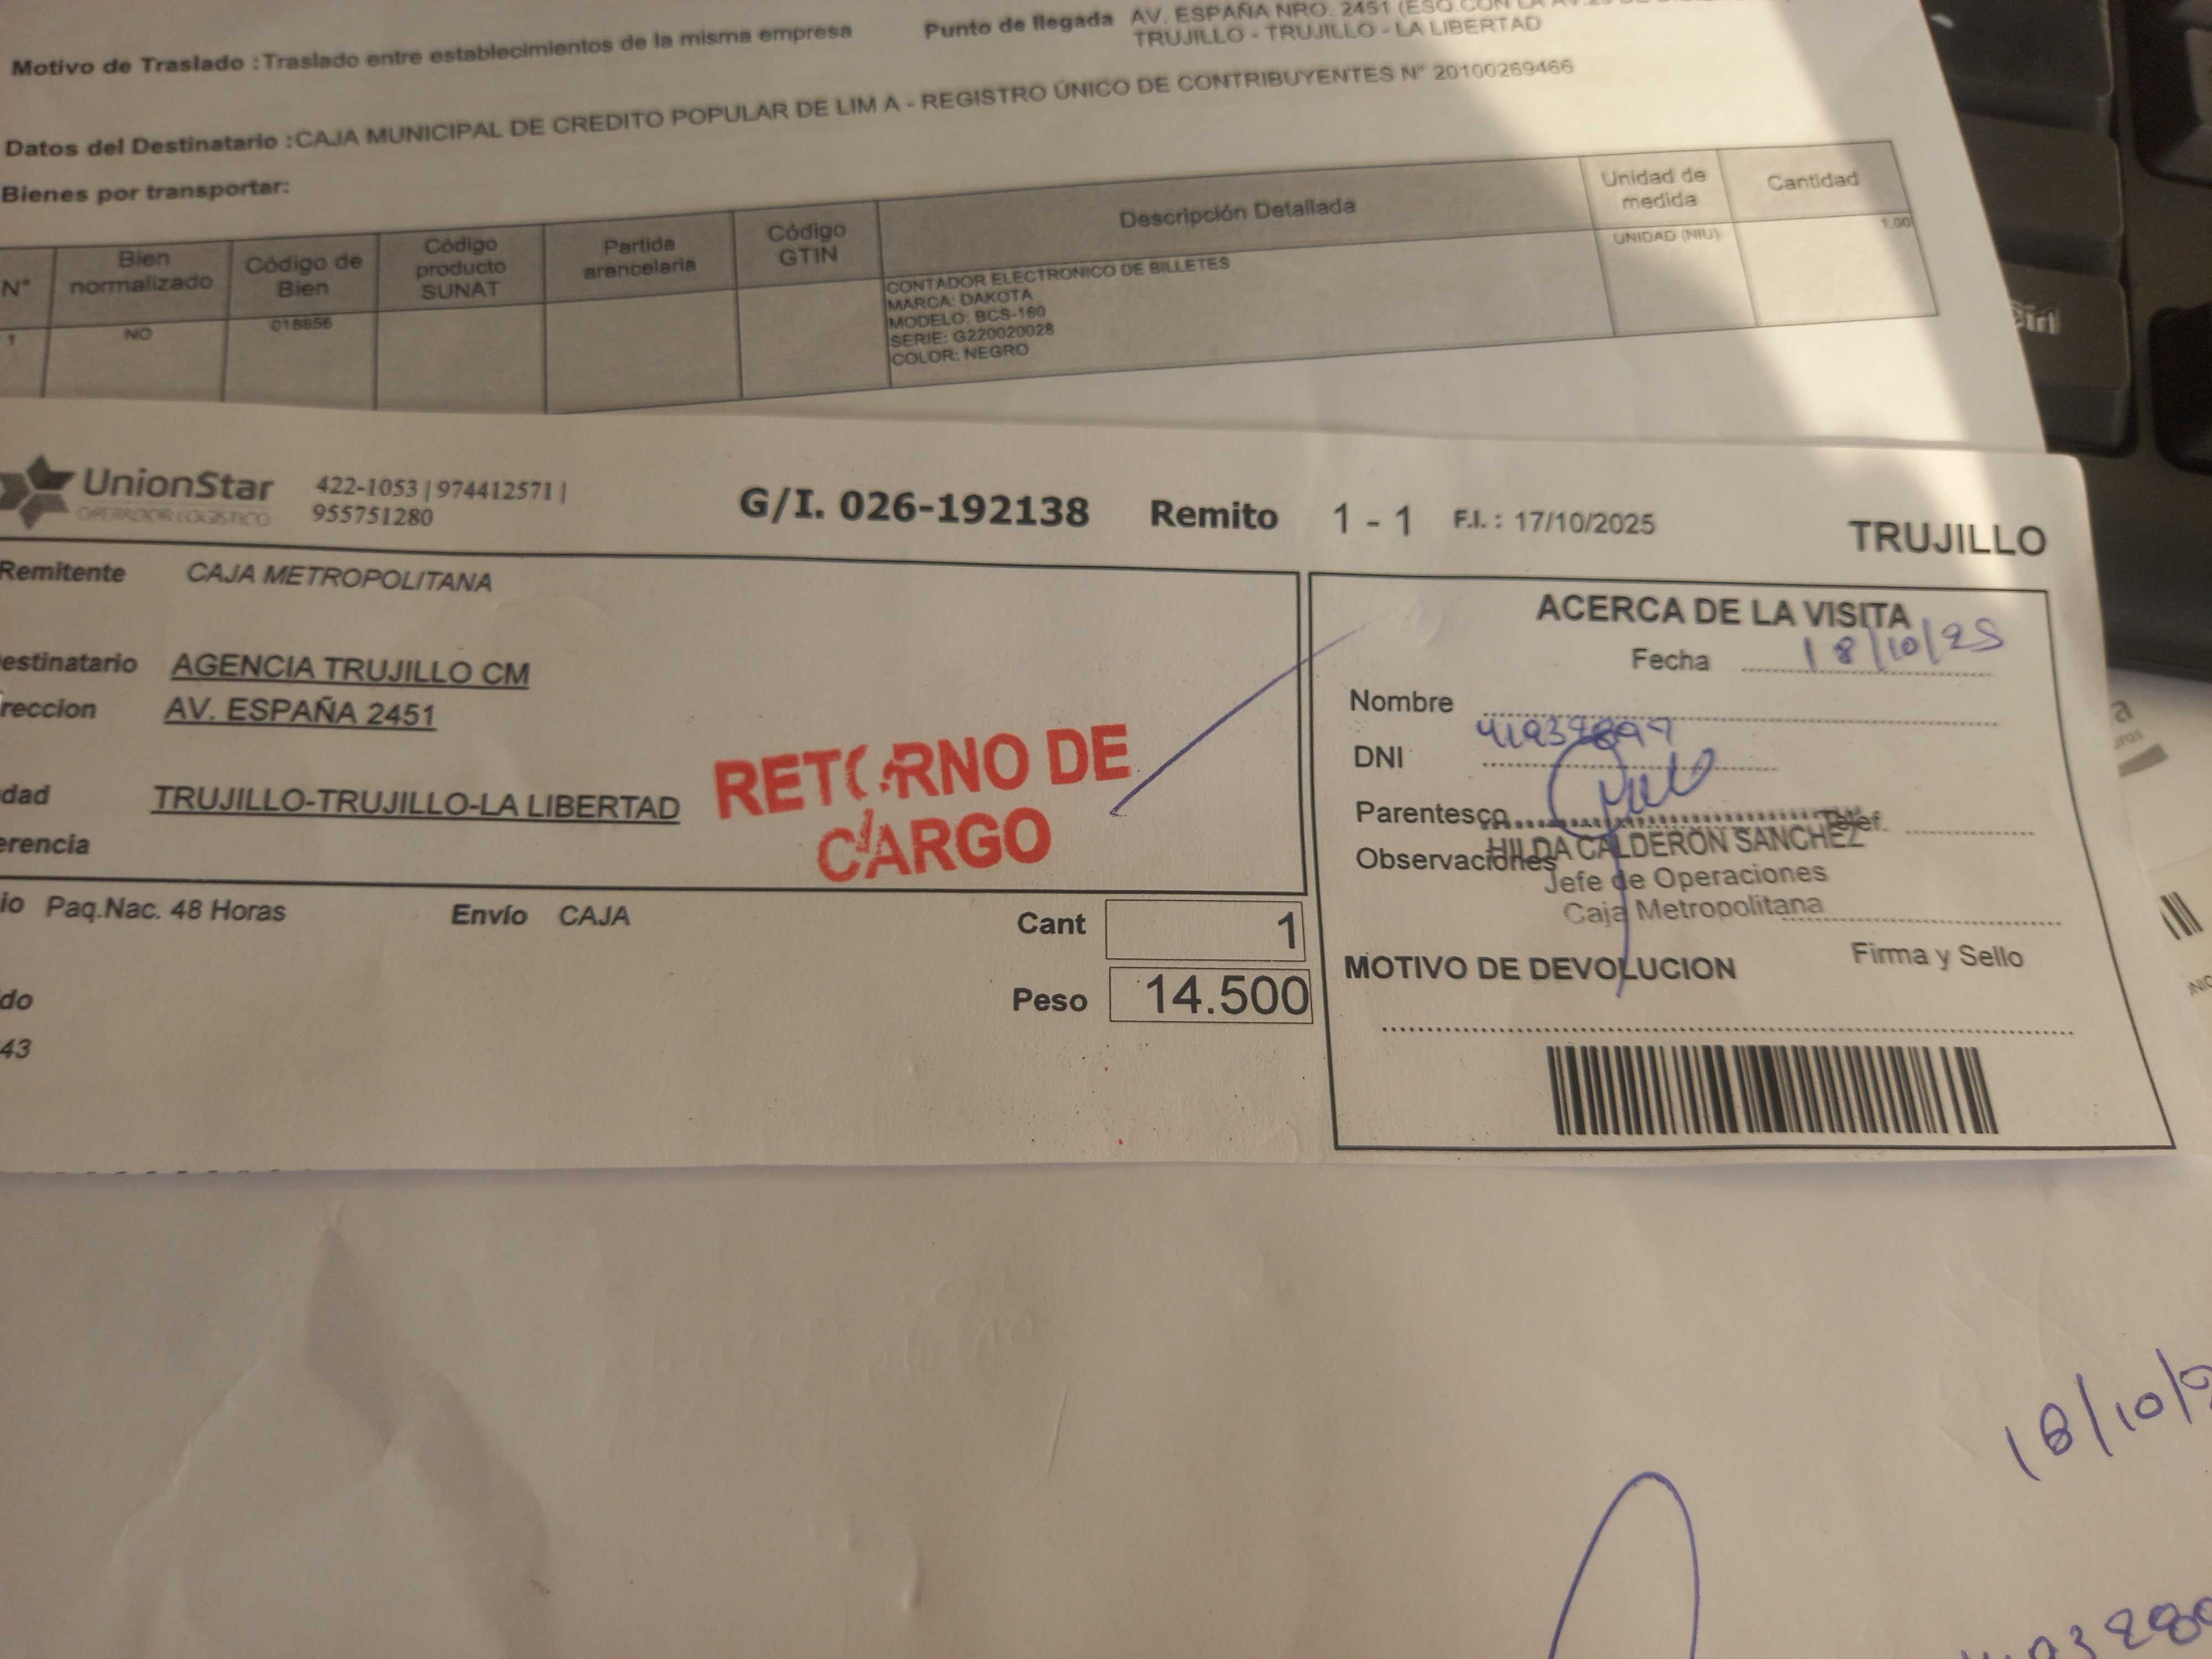 Punto de llegada AV. ESPAÑA NRO. 2451 (ESQ.CON LA AV.
TRUJILLO - TRUJILLO - LA LIBERTAD
Motivo de Traslado :Traslado entre establecimientos de la misma empresa
Datos del Destinatario :CAJA MUNICIPAL DE CREDITO POPULAR DE LIM A - REGISTRO ÚNICO DE CONTRIBUYENTES N° 20100269466
Bienes por transportar:
N° Bien normalizado Código de Bien Código producto SUNAT Partida arancelaria Código GTIN Descripción Detallada Unidad de medida Cantidad
1 NO 018856 CONTADOR ELECTRONICO DE BILLETES UNIDAD (NIU) 1.00
MARCA: DAKOTA
MODELO: BCS-160
SERIE: G220020028
COLOR: NEGRO
UnionStar
OPERADOR LOGÍSTICO
422-1053 | 974412571 |
955751280
G/I. 026-192138 Remito 1 - 1 F.I. : 17/10/2025 TRUJILLO
Remitente CAJA METROPOLITANA
estinatario AGENCIA TRUJILLO CM
reccion AV. ESPAÑA 2451
dad TRUJILLO-TRUJILLO-LA LIBERTAD
erencia
RETORNO DE
CARGO
io Paq.Nac. 48 Horas Envío CAJA
Cant 1
Peso 14.500
do
43
ACERCA DE LA VISITA
Fecha 18/10/25
Nombre
DNI
Parentesco Telef.
Observaciones
HILDA CALDERÓN SANCHEZ
Jefe de Operaciones
Caja Metropolitana
Firma y Sello
MOTIVO DE DEVOLUCION
18/10/2
Ctrl